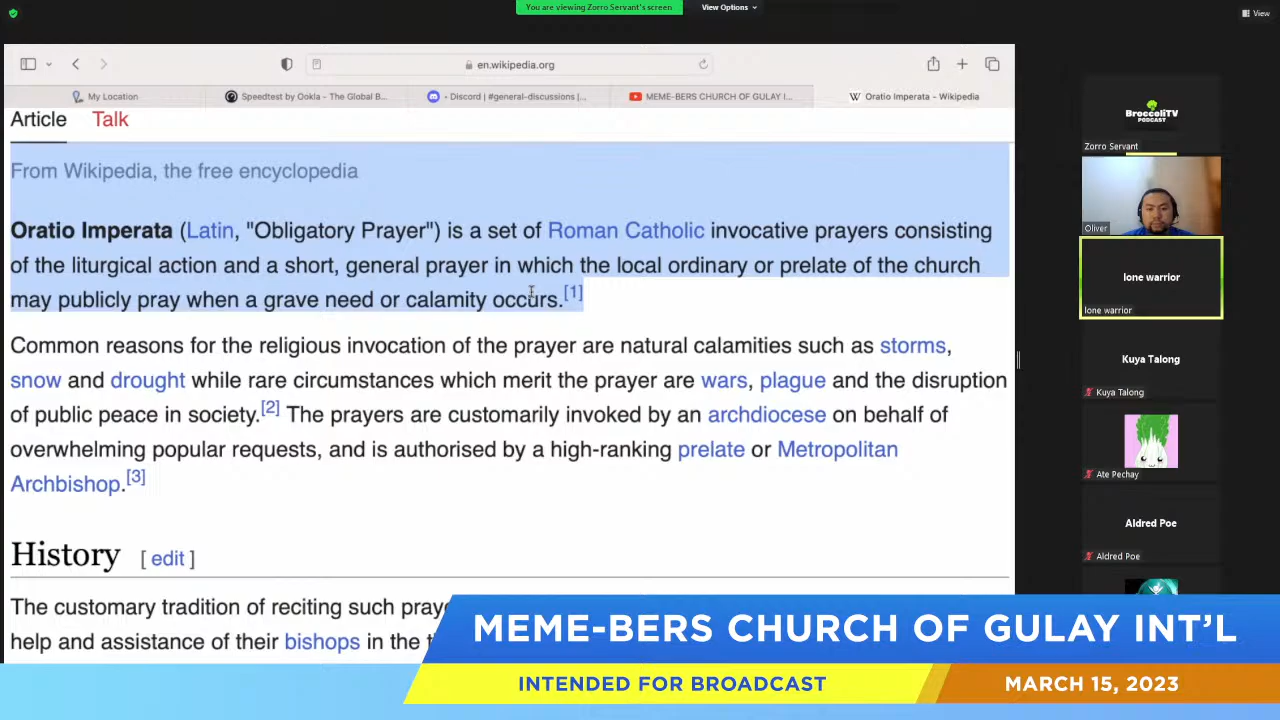 You are viewing Zorro Servant's screen
View Options
View
en.wikipedia.org
My Location
Speedtest by Ookla - The Global B...
- Discord | #general-discussions |...
MEME-BERS CHURCH OF GULAY I...
Oratio Imperata - Wikipedia
Article Talk
From Wikipedia, the free encyclopedia
Oratio Imperata (Latin, "Obligatory Prayer") is a set of Roman Catholic invocative prayers consisting
of the liturgical action and a short, general prayer in which the local ordinary or prelate of the church
may publicly pray when a grave need or calamity occurs.[1]
Common reasons for the religious invocation of the prayer are natural calamities such as storms,
snow and drought while rare circumstances which merit the prayer are wars, plague and the disruption
of public peace in society.[2] The prayers are customarily invoked by an archdiocese on behalf of
overwhelming popular requests, and is authorised by a high-ranking prelate or Metropolitan
Archbishop.[3]
History [ edit ]
The customary tradition of reciting such
help and assistance of their bishops in the
BroccoliTV
PODCAST
Zorro Servant
Oliver
lone warrior
lone warrior
Kuya Talong
Kuya Talong
Ate Pechay
Aldred Poe
Aldred Poe
MEME-BERS CHURCH OF GULAY INT'L
INTENDED FOR BROADCAST
MARCH 15, 2023